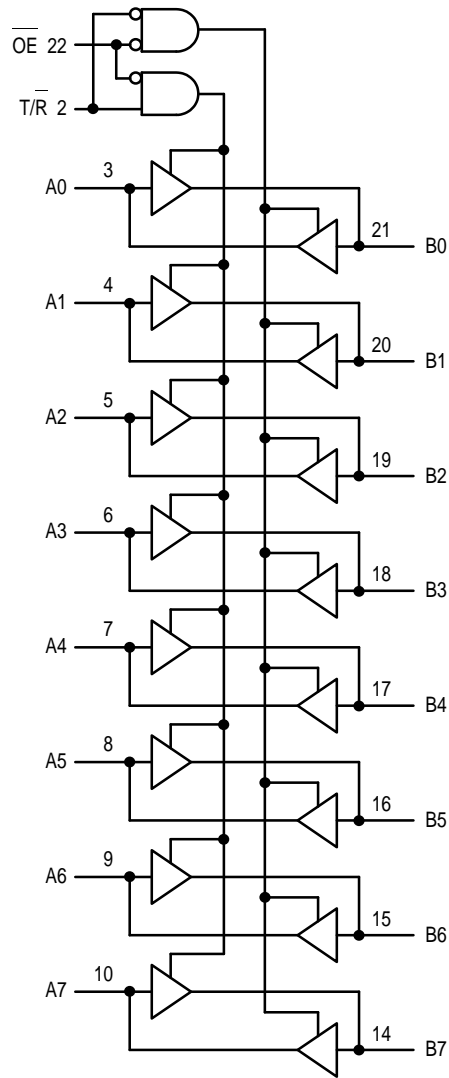 O̅E̅ 22
T/R̅ 2
A0 3
21 B0
A1 4
20 B1
A2 5
19 B2
A3 6
18 B3
A4 7
17 B4
A5 8
16 B5
A6 9
15 B6
A7 10
14 B7